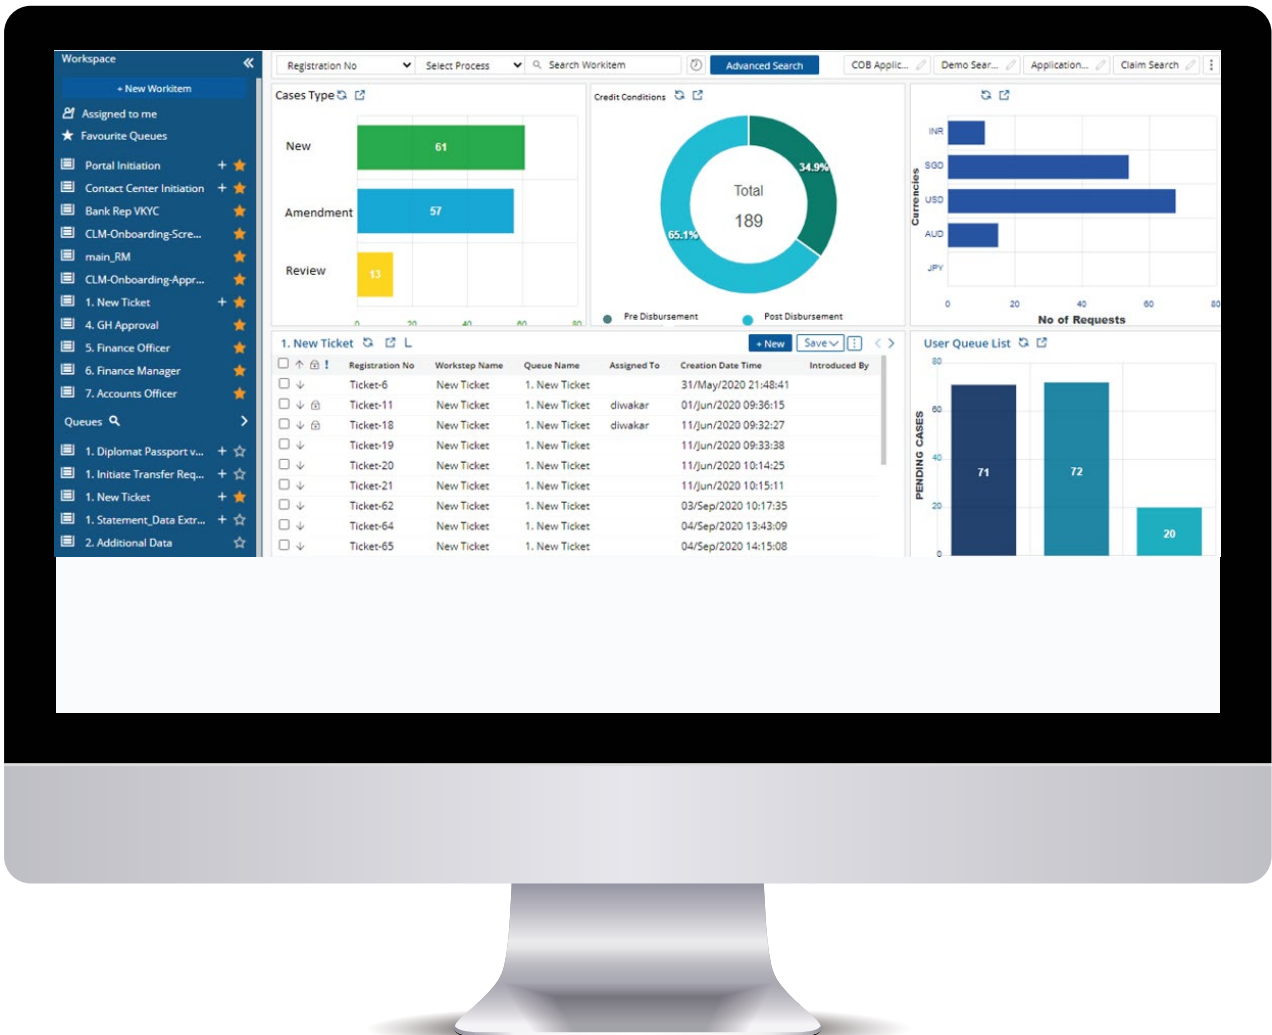 Workspace
+ New Workitem
Assigned to me
Favourite Queues
Portal Initiation
Contact Center Initiation
Bank Rep VKYC
CLM-Onboarding-Scre...
main_RM
CLM-Onboarding-Appr...
1. New Ticket
4. GH Approval
5. Finance Officer
6. Finance Manager
7. Accounts Officer
Queues
1. Diplomat Passport v...
1. Initiate Transfer Req...
1. New Ticket
1. Statement_Data Extr...
2. Additional Data
Registration No Select Process Search Workitem Advanced Search COB Applic... Demo Sear... Application... Claim Search
Cases Type
New 61
Amendment 57
Review 13
0 20 40 60 80
Credit Conditions
34.9%
Total
189
65.1%
Pre Disbursement Post Disbursement
Currencies
INR
SGD
USD
AUD
JPY
0 20 40 60 80
No of Requests
1. New Ticket L + New Save
Registration No Workstep Name Queue Name Assigned To Creation Date Time Introduced By
Ticket-6 New Ticket 1. New Ticket 31/May/2020 21:48:41
Ticket-11 New Ticket 1. New Ticket diwakar 01/Jun/2020 09:36:15
Ticket-18 New Ticket 1. New Ticket diwakar 11/Jun/2020 09:32:27
Ticket-19 New Ticket 1. New Ticket 11/Jun/2020 09:33:38
Ticket-20 New Ticket 1. New Ticket 11/Jun/2020 10:14:25
Ticket-21 New Ticket 1. New Ticket 11/Jun/2020 10:15:11
Ticket-62 New Ticket 1. New Ticket 03/Sep/2020 10:17:35
Ticket-64 New Ticket 1. New Ticket 04/Sep/2020 13:43:09
Ticket-65 New Ticket 1. New Ticket 04/Sep/2020 14:15:08
User Queue List
PENDING CASES
80
60
40
20
0
71
72
20